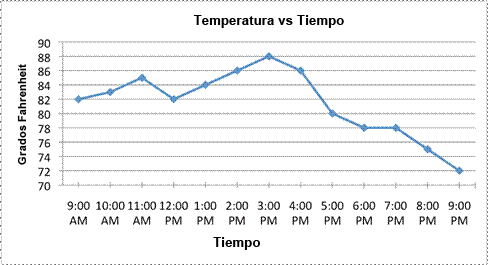 Temperatura vs Tiempo
Grados Fahrenheit
90
88
86
84
82
80
78
76
74
72
70
9:00 10:00 11:00 12:00 1:00 2:00 3:00 4:00 5:00 6:00 7:00 8:00 9:00
AM AM AM PM PM PM PM PM PM PM PM PM PM
Tiempo